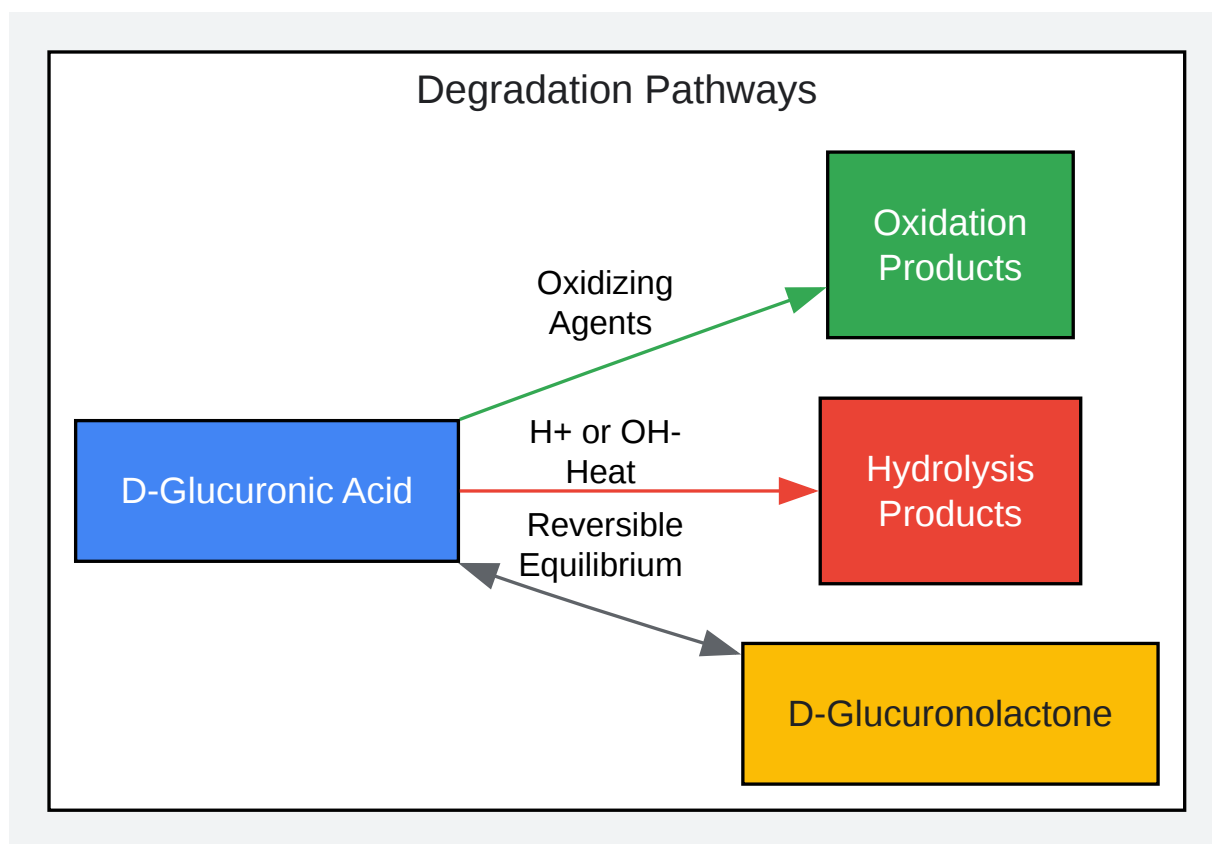 Degradation Pathways
Oxidation
Products
Oxidizing
Agents
H+ or OH-
Heat
D-Glucuronic Acid
Hydrolysis
Products
Reversible
Equilibrium
D-Glucuronolactone